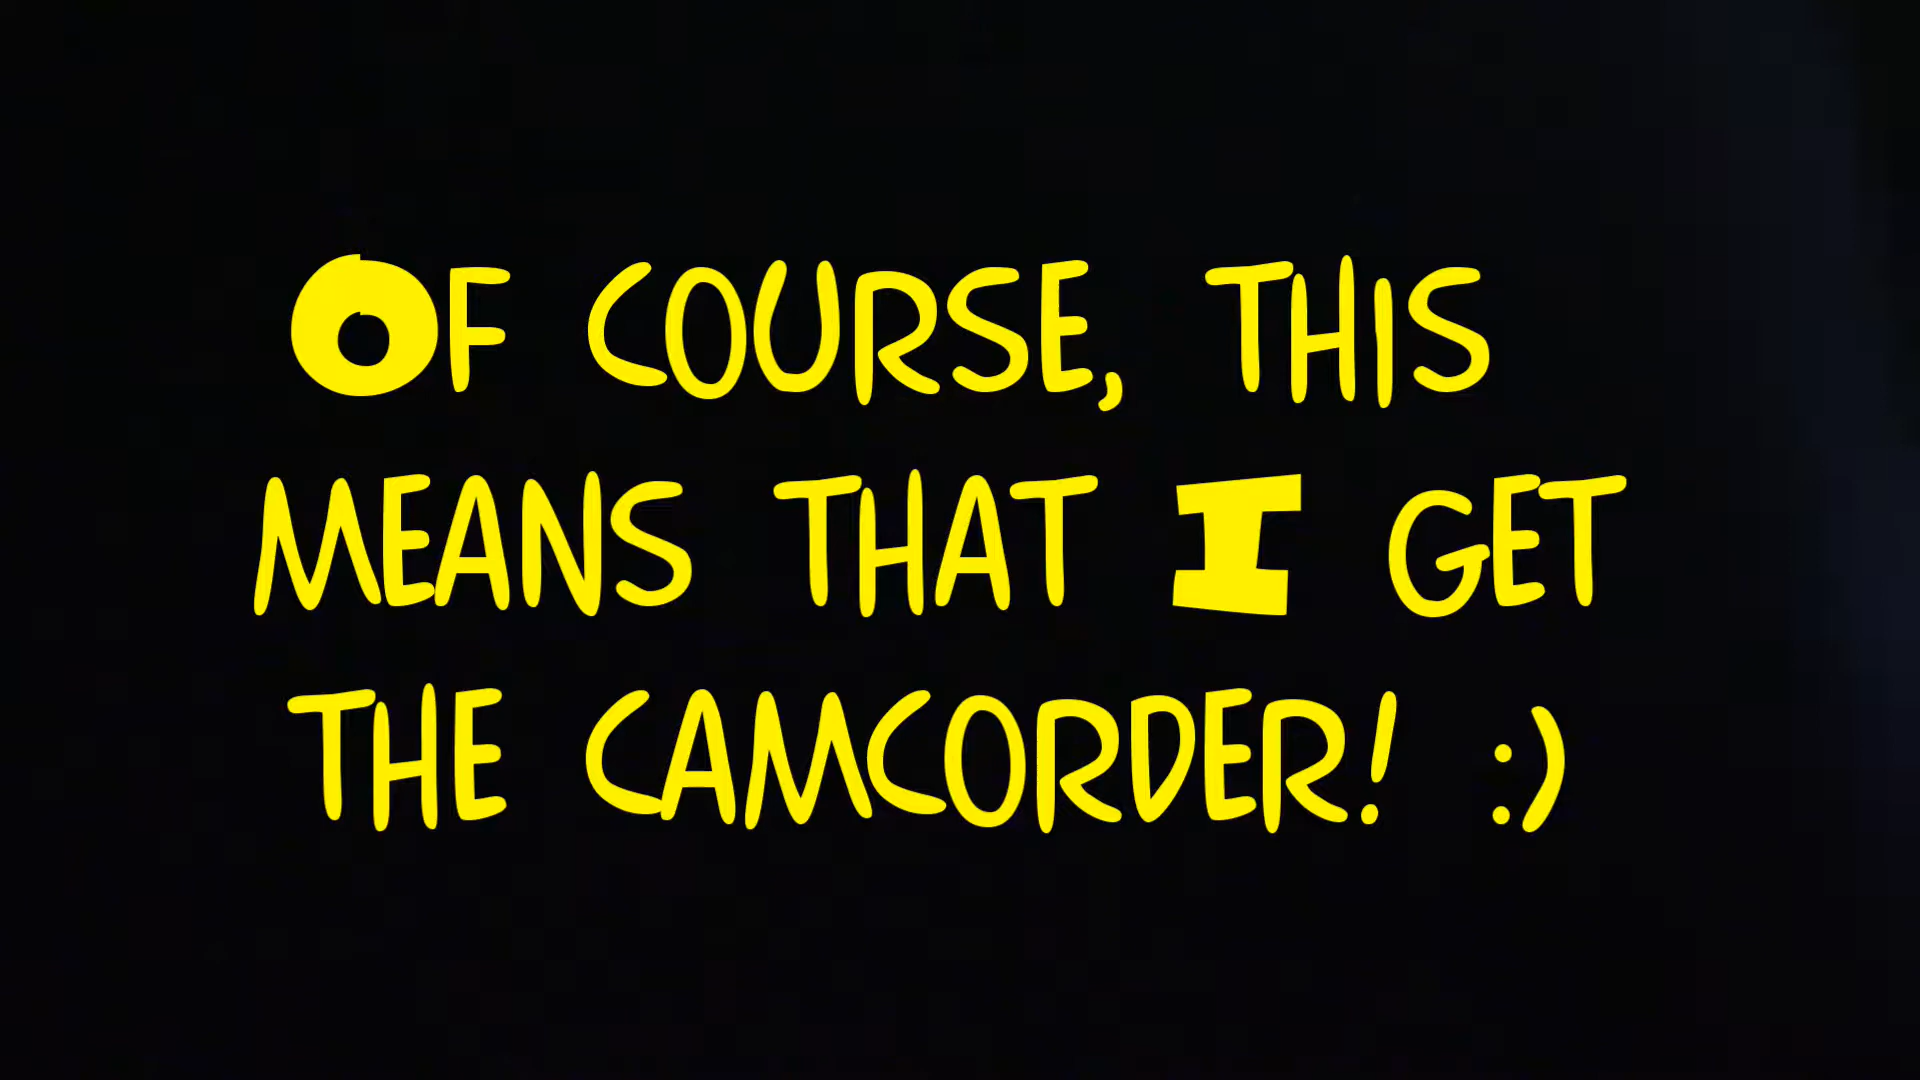 Of course, this
means that I get
the camcorder! :)